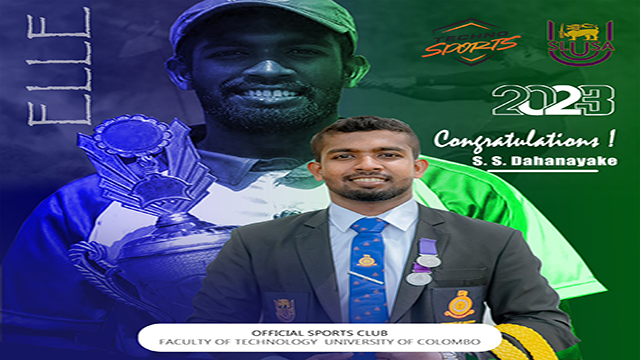 ELLE
TECHNO
SPORTS
SLUSA
2023
Congratulations !
S. S. Dahanayake
OFFICIAL SPORTS CLUB
FACULTY OF TECHNOLOGY UNIVERSITY OF COLOMBO